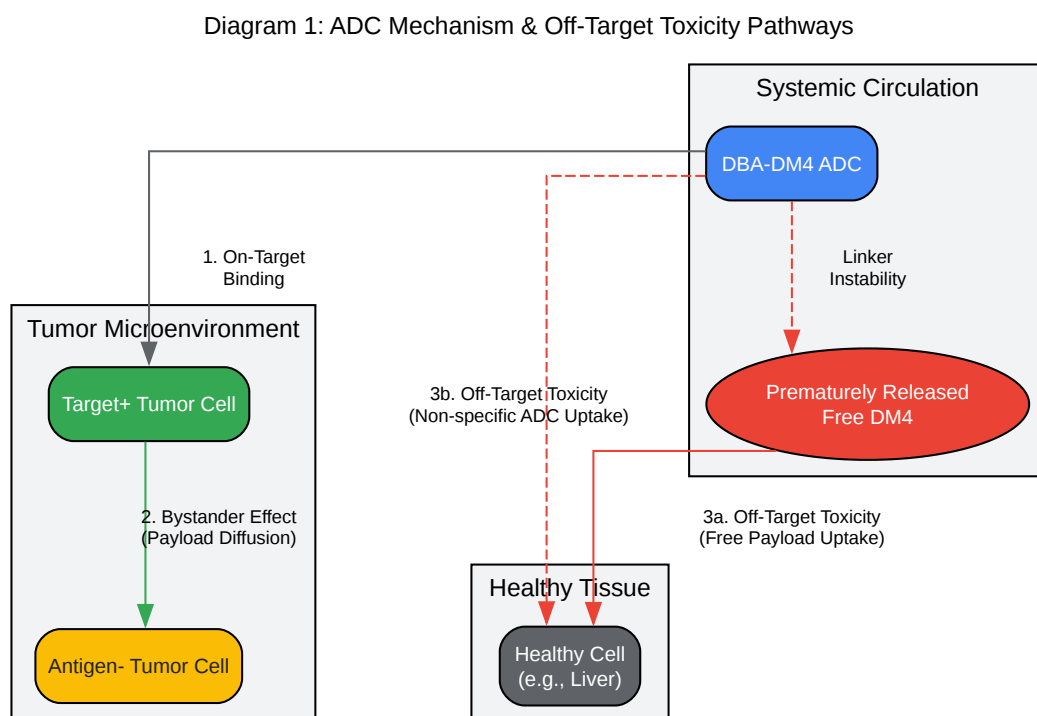 Diagram 1: ADC Mechanism & Off-Target Toxicity Pathways
Systemic Circulation
DBA-DM4 ADC
1. On-Target
Binding
Linker
Instability
Tumor Microenvironment
Target+ Tumor Cell
3b. Off-Target Toxicity
(Non-specific ADC Uptake)
Prematurely Released
Free DM4
2. Bystander Effect
(Payload Diffusion)
3a. Off-Target Toxicity
(Free Payload Uptake)
Healthy Tissue
Antigen- Tumor Cell
Healthy Cell
(e.g., Liver)